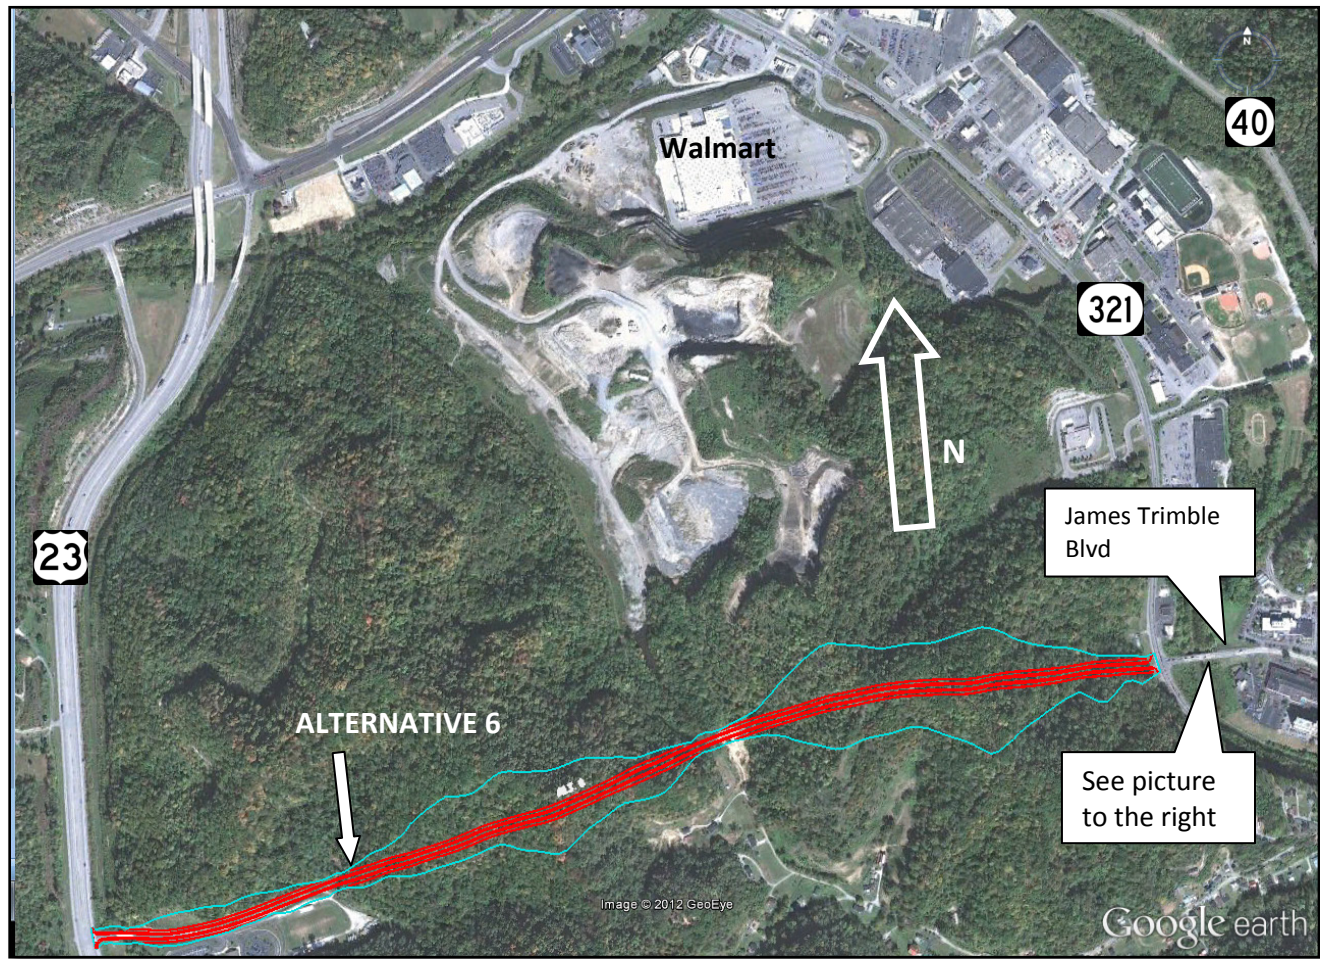 N
40
Walmart
321
N
James Trimble
Blvd
23
ALTERNATIVE 6
See picture
to the right
Image © 2012 GeoEye
Google earth